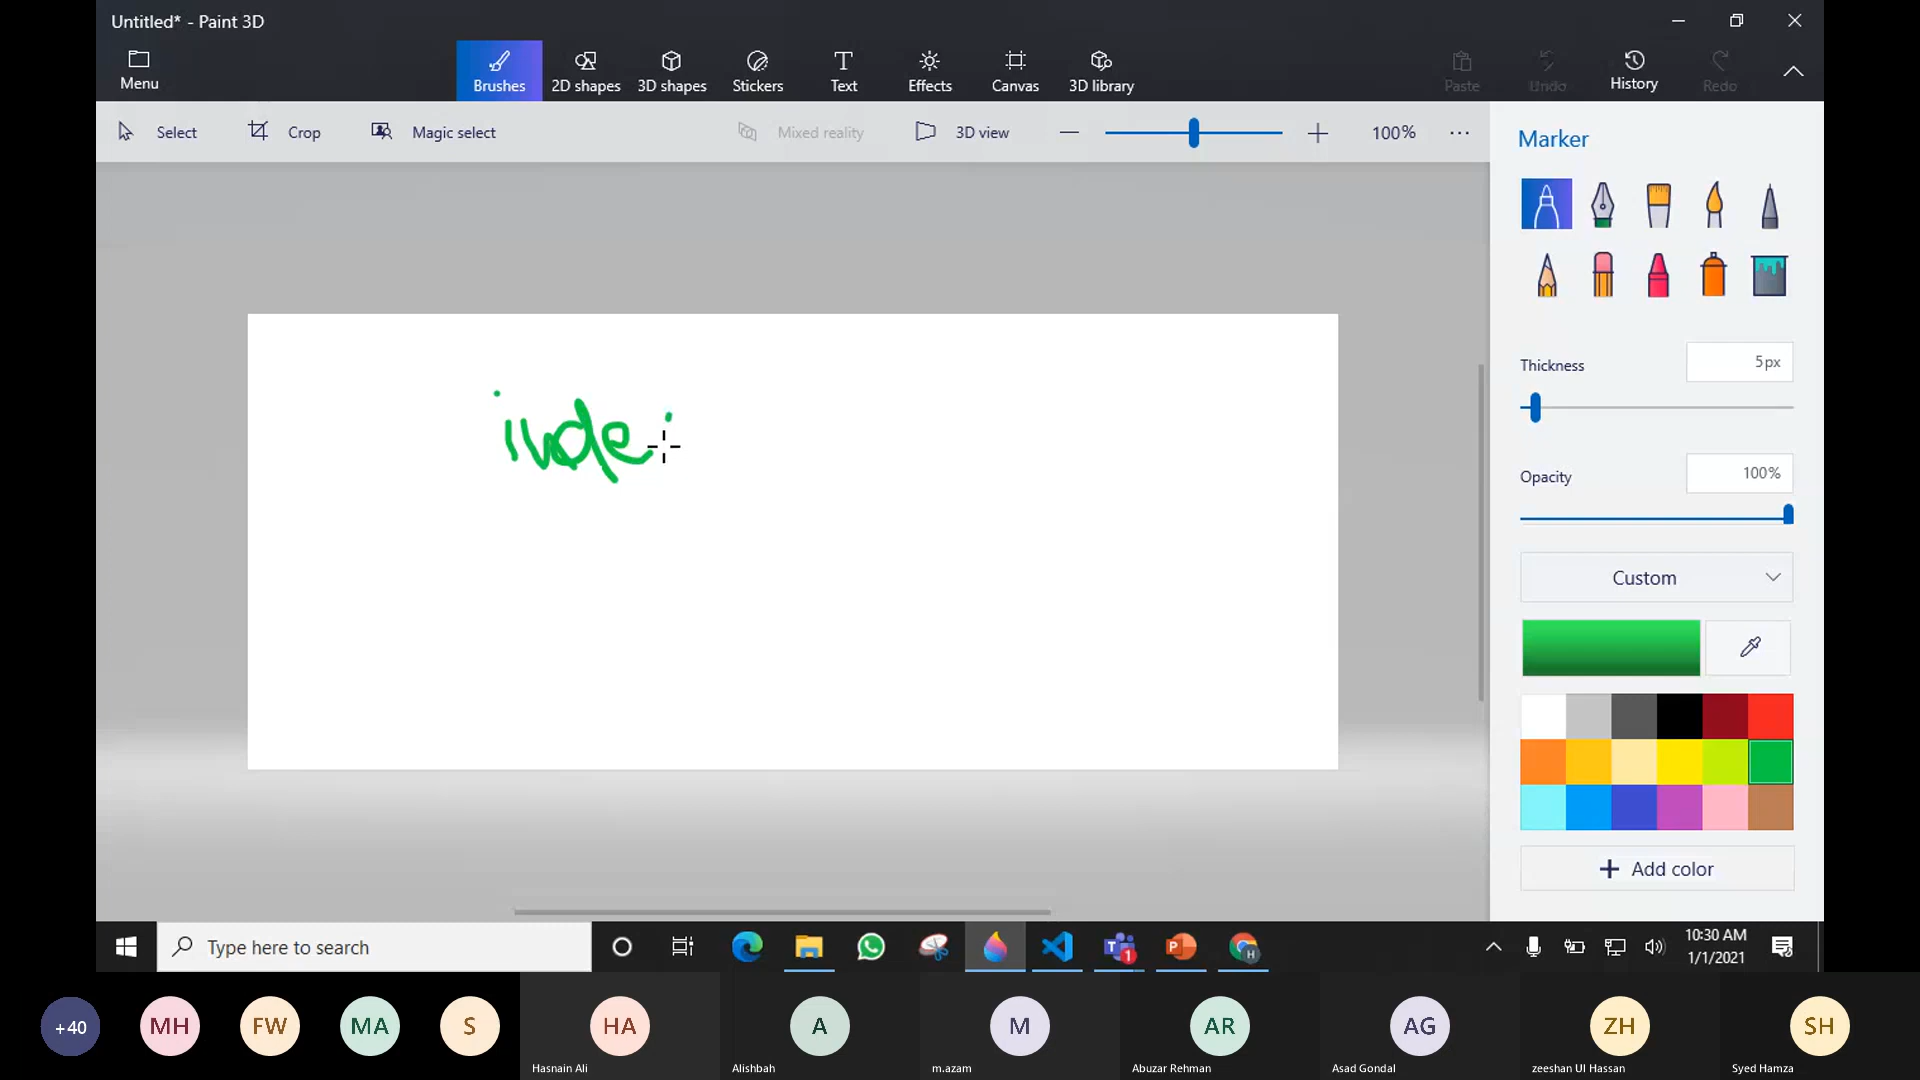 Untitled* - Paint 3D
Menu
Brushes
2D shapes
3D shapes
Stickers
Text
Effects
Canvas
3D library
Paste
Undo
History
Redo
Select
Crop
Magic select
Mixed reality
3D view
100%
Marker
inde
Thickness
5px
Opacity
100%
Custom
Add color
Type here to search
T
1
P
H
10:30 AM
1/1/2021
+40
MH
FW
MA
S
HA
A
M
AR
AG
ZH
SH
Hasnain Ali
Alishbah
m.azam
Abuzar Rehman
Asad Gondal
zeeshan Ul Hassan
Syed Hamza